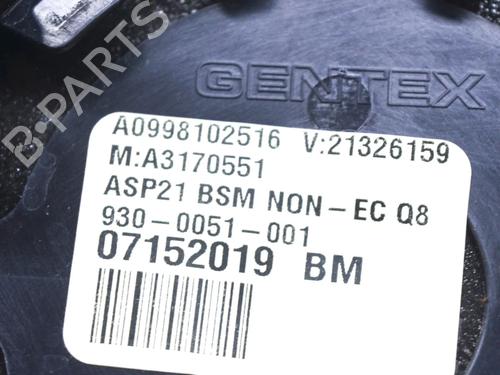 GENTEX
A0998102516 V:21326159
M:A3170551
ASP21 BSM NON-EC Q8
930-0051-001
07152019 BM
B-PARTS